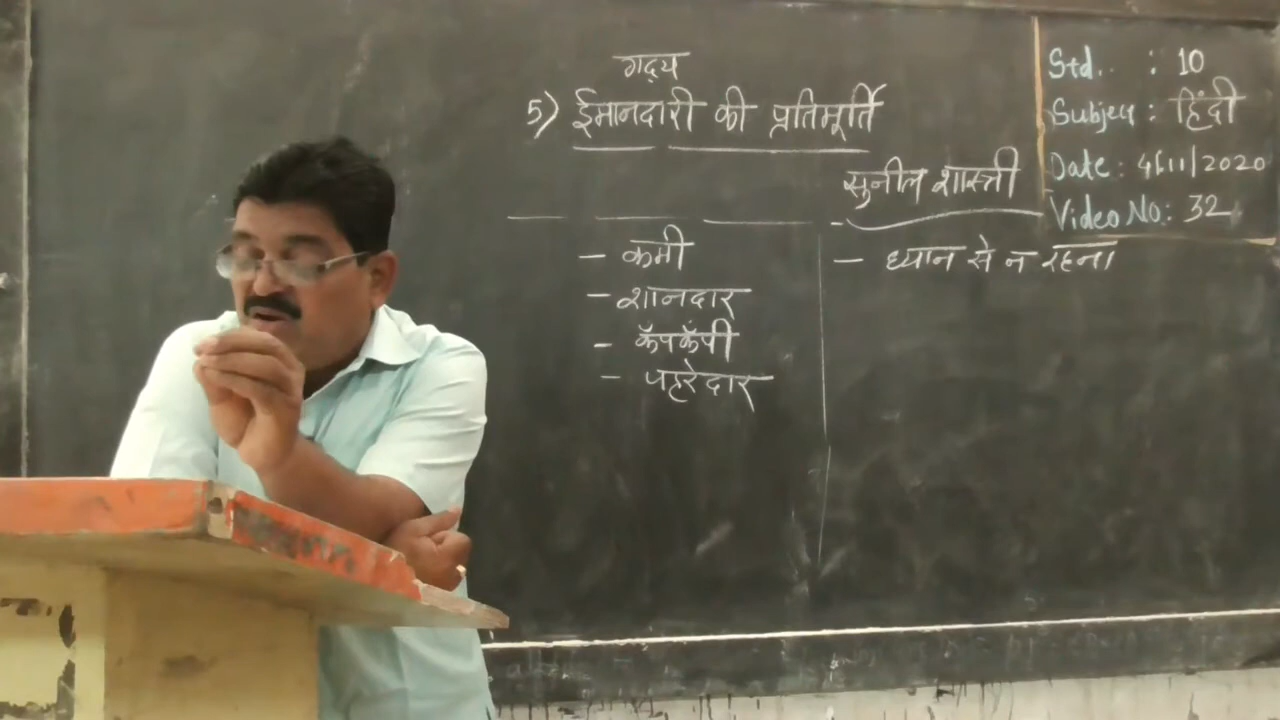 गद्य
5) ईमानदारी की प्रतिमूर्ति
सुनील शास्त्री
- कमी
- शानदार
- कँपकँपी
- पहरेदार
- ध्यान से न रहना
Std. : 10
Subject : हिंदी
Date : 4/11/2020
Video No: 32